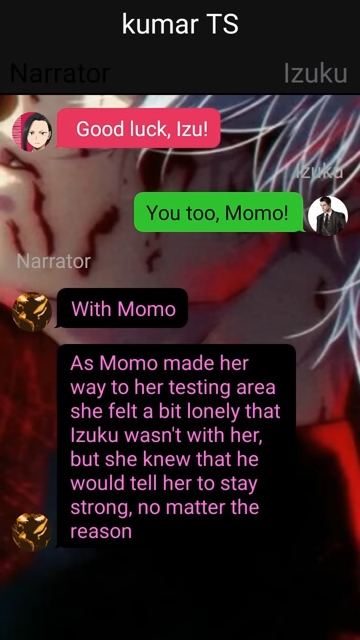 kumar TS
Narrator
Izuku
Good luck, Izu!
Izuku
You too, Momo!
Narrator
With Momo
As Momo made her
way to her testing area
she felt a bit lonely that
Izuku wasn't with her,
but she knew that he
would tell her to stay
strong, no matter the
reason